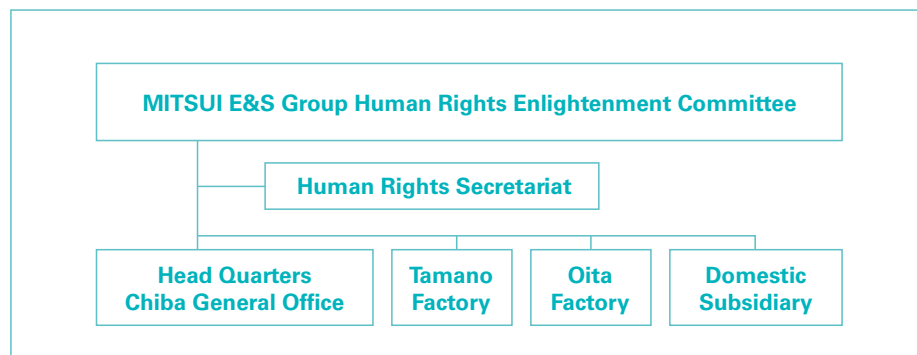 MITSUI E&S Group Human Rights Enlightenment Committee
Human Rights Secretariat
Head Quarters
Chiba General Office
Tamano
Factory
Oita
Factory
Domestic
Subsidiary